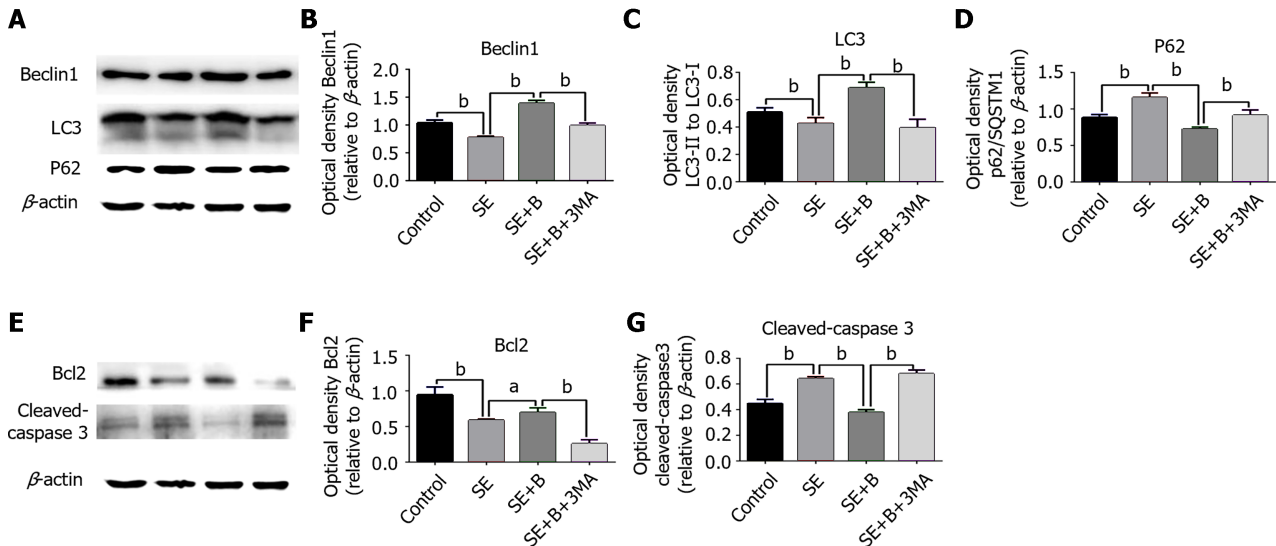 A
Beclin1
LC3
P62
β-actin
B
Beclin1
Optical density Beclin1
(relative to β-actin)
2.0
1.5
1.0
0.5
0.0
b
b
b
Control
SE
SE+B
SE+B+3MA
C
LC3
Optical density
LC3-II to LC3-I
0.8
0.6
0.4
0.2
0.0
b
b
b
Control
SE
SE+B
SE+B+3MA
D
P62
Optical density
p62/SQSTM1
(relative to β-actin)
1.5
1.0
0.5
0.0
b
b
b
Control
SE
SE+B
SE+B+3MA
E
Bcl2
Cleaved-
caspase 3
β-actin
F
Bcl2
Optical density Bcl2
(relative to β-actin)
1.5
1.0
0.5
0.0
b
a
b
Control
SE
SE+B
SE+B+3MA
G
Cleaved-caspase 3
Optical density
cleaved-caspase3
(relative to β-actin)
0.8
0.6
0.4
0.2
0.0
b
b
b
Control
SE
SE+B
SE+B+3MA